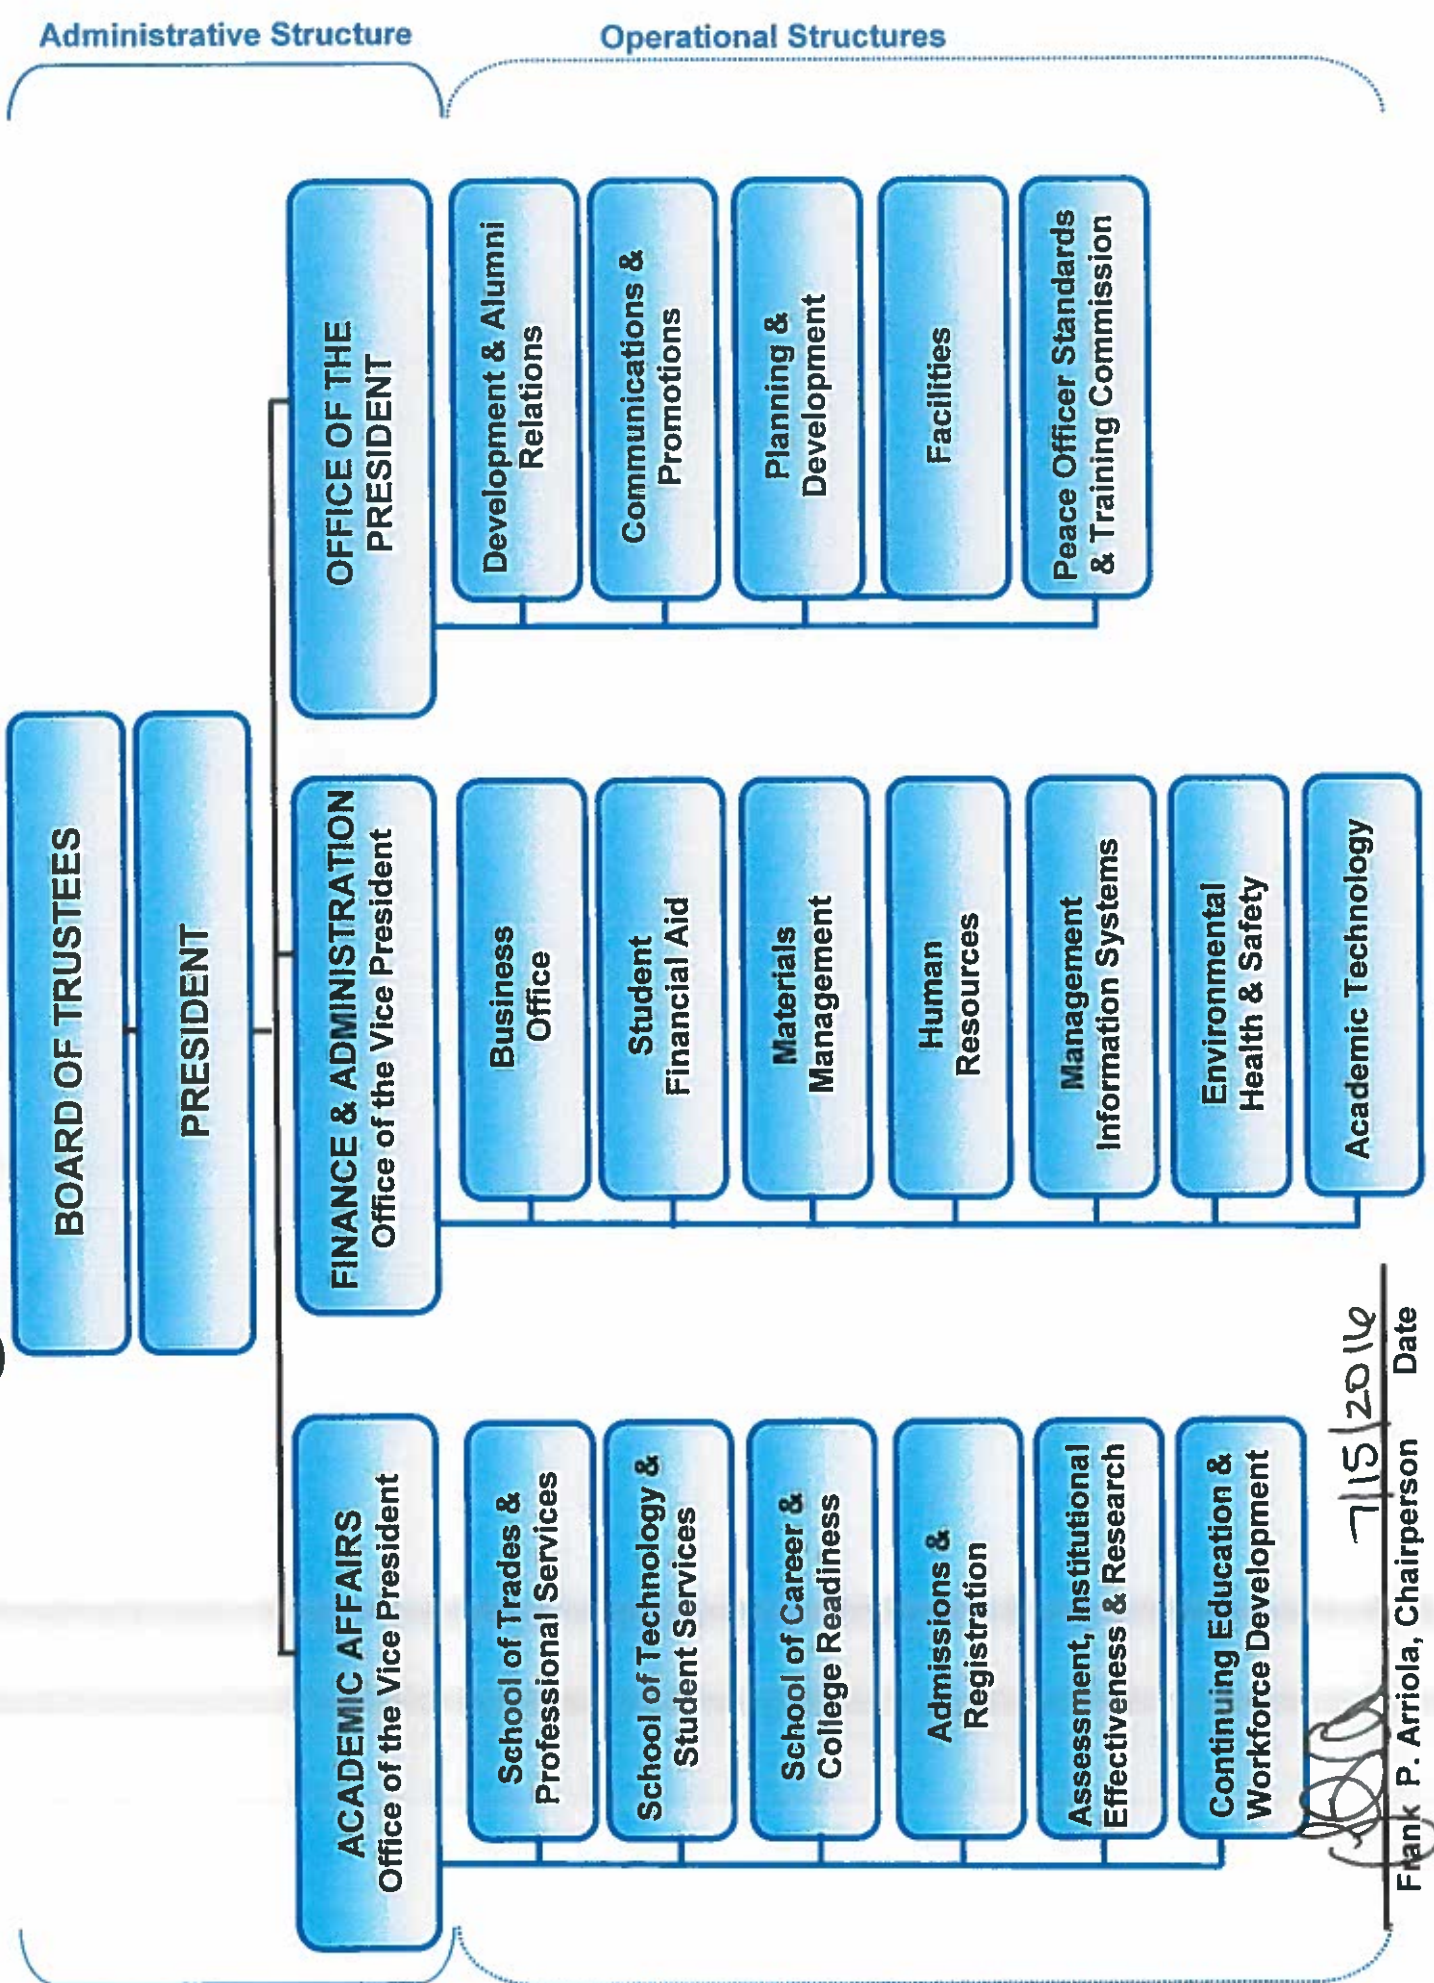 Administrative Structure
Operational Structures
BOARD OF TRUSTEES
PRESIDENT
ACADEMIC AFFAIRS
Office of the Vice President
School of Trades &
Professional Services
School of Technology &
Student Services
School of Career &
College Readiness
Admissions &
Registration
Assessment, Institutional
Effectiveness & Research
Continuing Education &
Workforce Development
FINANCE & ADMINISTRATION
Office of the Vice President
Business
Office
Student
Financial Aid
Materials
Management
Human
Resources
Management
Information Systems
Environmental
Health & Safety
Academic Technology
OFFICE OF THE
PRESIDENT
Development & Alumni
Relations
Communications &
Promotions
Planning &
Development
Facilities
Peace Officer Standards
& Training Commission
7/15/2016
Frank P. Arriola, Chairperson Date